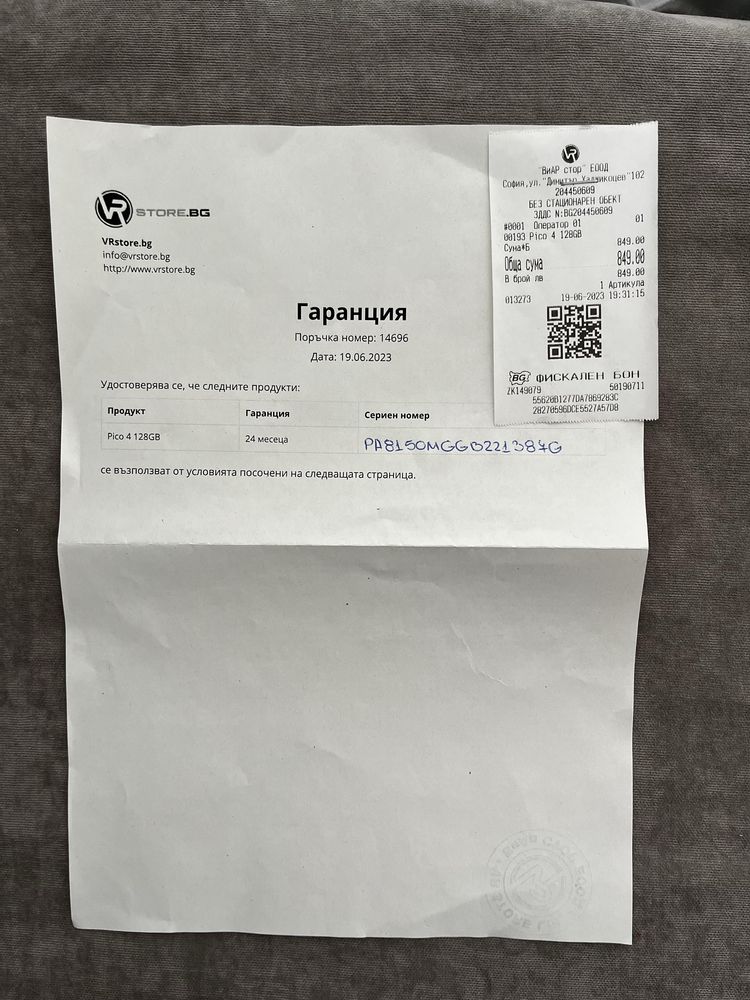 VR STORE.BG
VRstore.bg
info@vrstore.bg
http://www.vrstore.bg
Гаранция
Поръчка номер: 14696
Дата: 19.06.2023
Удостоверява се, че следните продукти:
Продукт Гаранция Сериен номер
Pico 4 128GB 24 месеца PA8150MGGB221384G
се възползват от условията посочени на следващата страница.
VR
"ВиАР стор" ЕООД
София,ул."Димитър Хаджикоцев"102
204450609
БЕЗ СТАЦИОНАРЕН ОБЕКТ
ЗДДС N:BG204450609
#0001 Оператор 01 01
00193 Pico 4 128GB
Сума*Б 849.00
Обща сума 849.00
В брой лв 849.00
1 Артикула
013273 19-06-2023 19:31:15
BG ФИСКАЛЕН БОН
ZK149079 50190711
55620B1277DA7869283C
28270596DCE5527A57D8